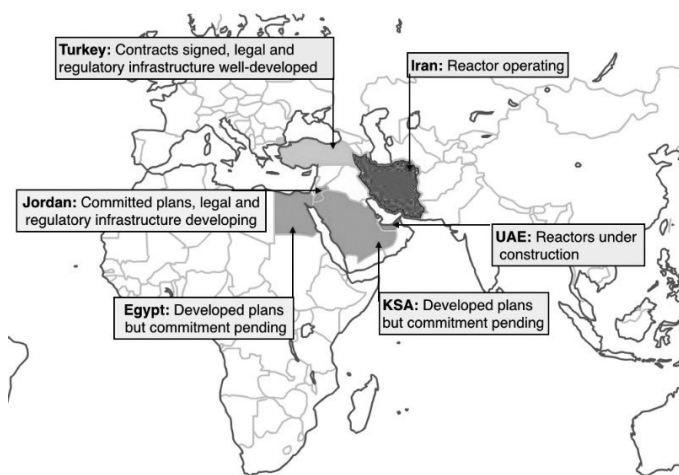 Turkey: Contracts signed, legal and
regulatory infrastructure well-developed
Iran: Reactor operating
Jordan: Committed plans, legal and
regulatory infrastructure developing
UAE: Reactors under
construction
Egypt: Developed plans
but commitment pending
KSA: Developed plans
but commitment pending